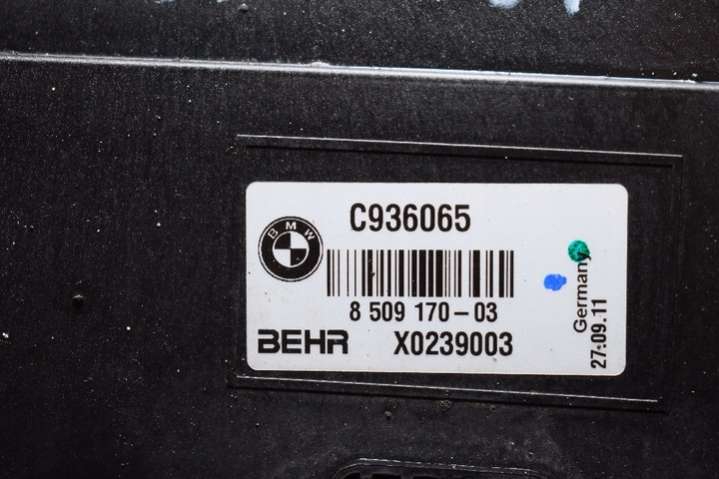 C936065
BMW
8 509 170-03
BEHR X0239003
Germany
27.09.11